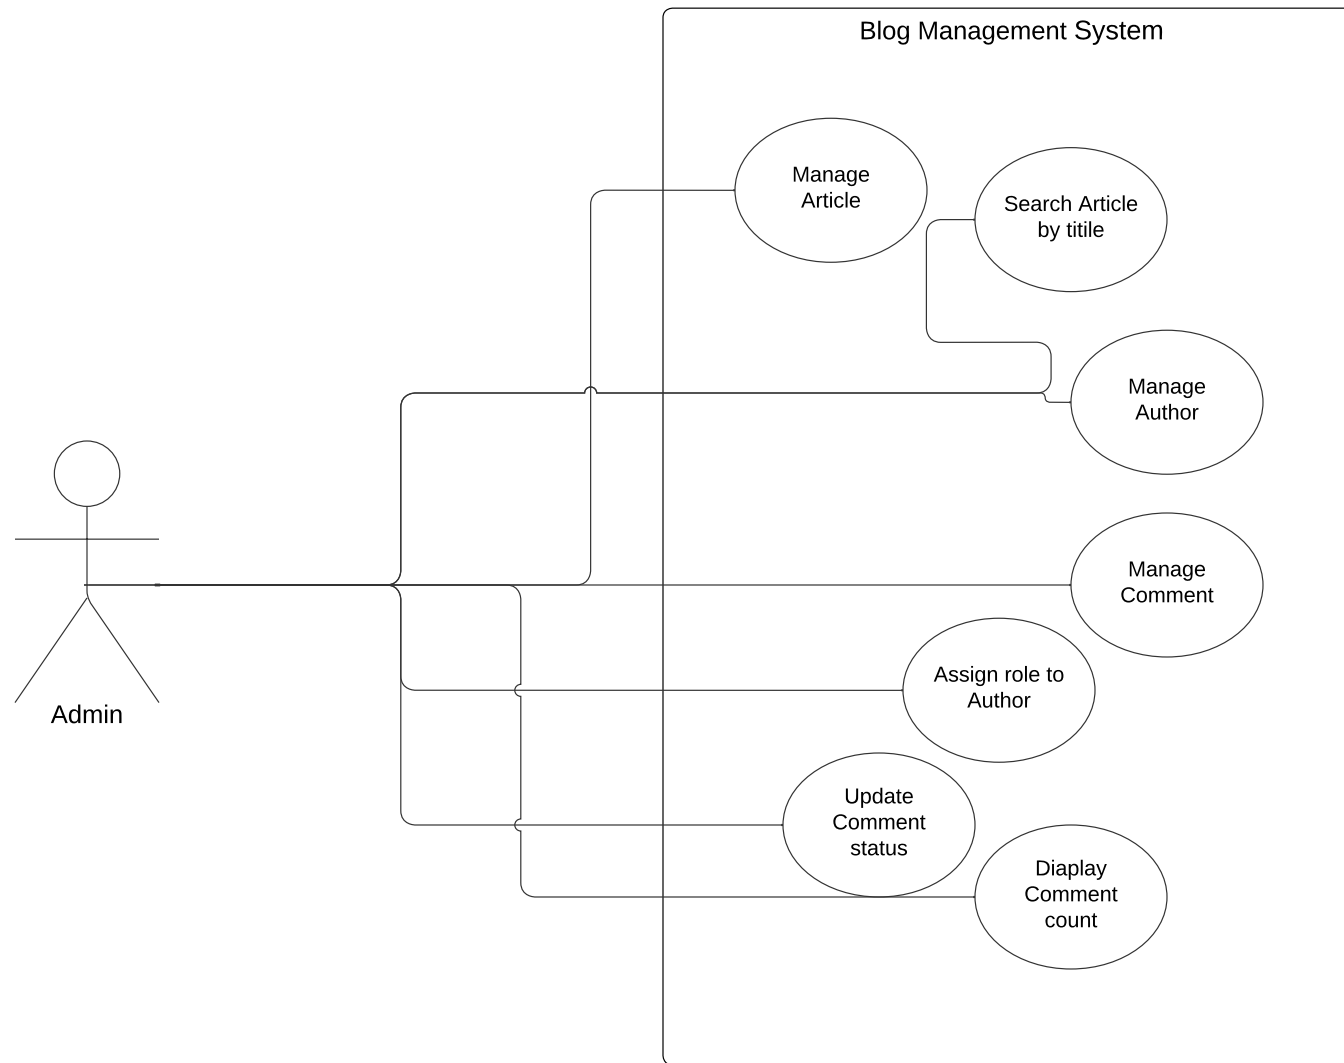 Blog Management System
Manage
Article
Search Article
by titile
Manage
Author
Manage
Comment
Assign role to
Author
Admin
Update
Comment
status
Diaplay
Comment
count